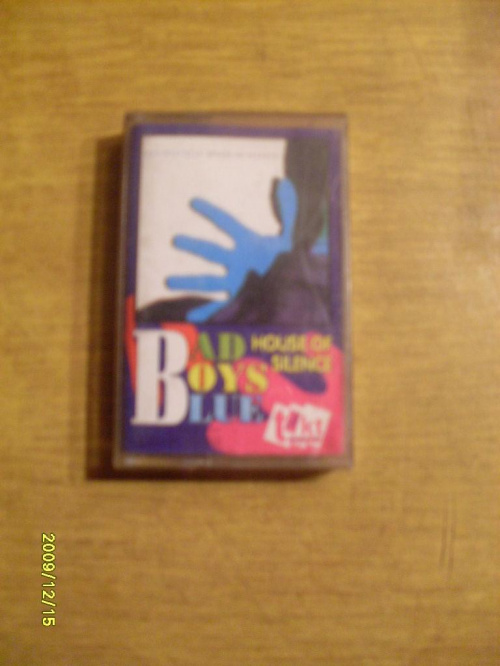 BAD
BOYS
BLUE
HOUSE OF
SILENCE
2009/12/15